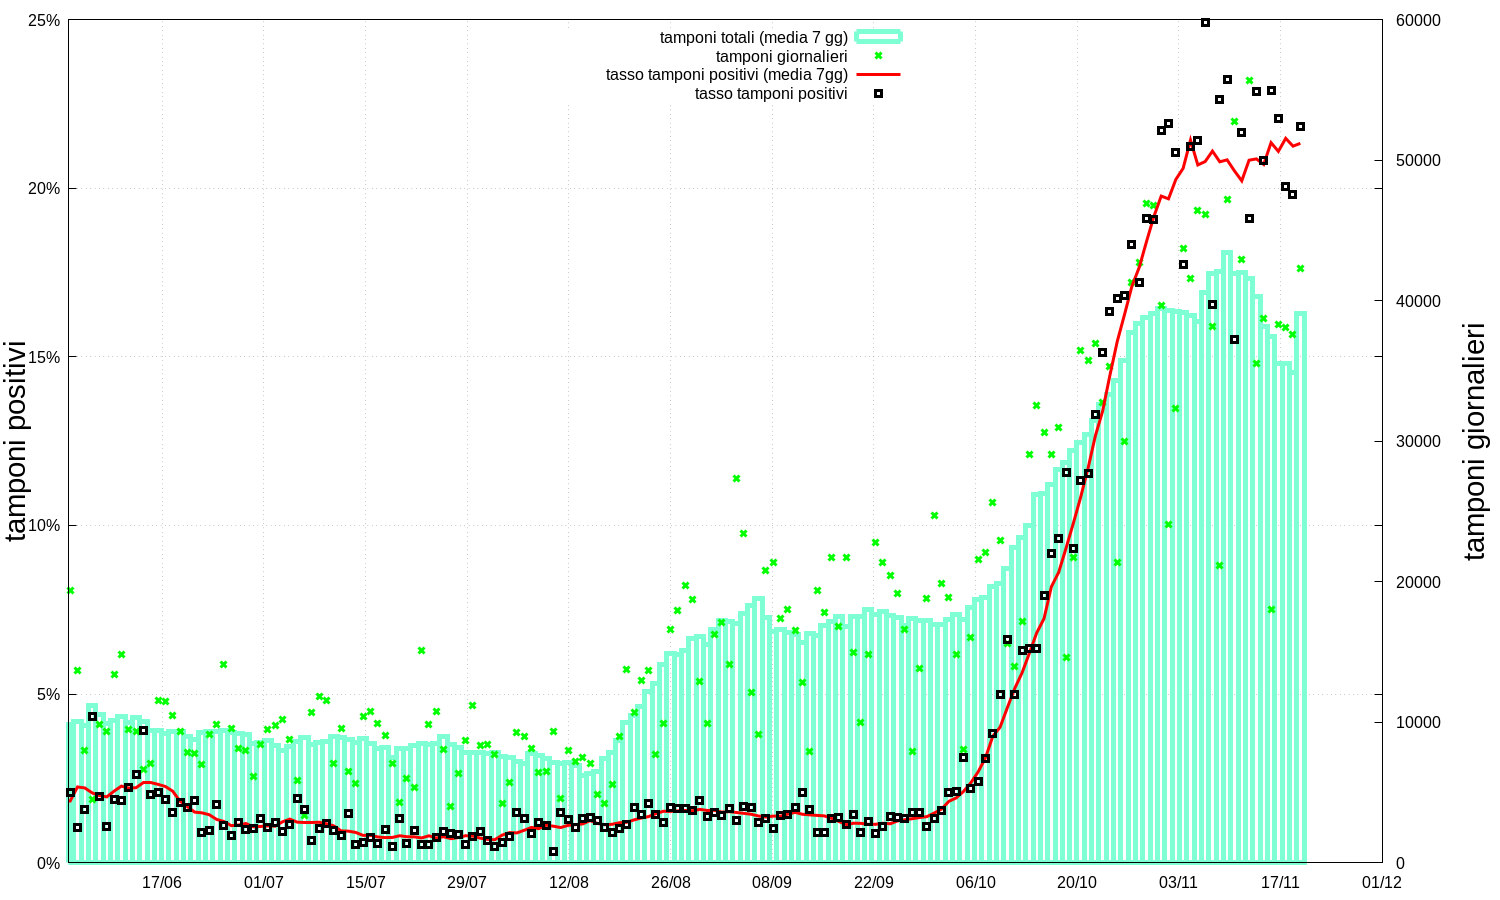 tamponi totali (media 7 gg)
tamponi giornalieri
tasso tamponi positivi (media 7gg)
tasso tamponi positivi
25%
20%
15%
10%
5%
0%
tamponi positivi
60000
50000
40000
30000
20000
10000
0
tamponi giornalieri
17/06 01/07 15/07 29/07 12/08 26/08 08/09 22/09 06/10 20/10 03/11 17/11 01/12